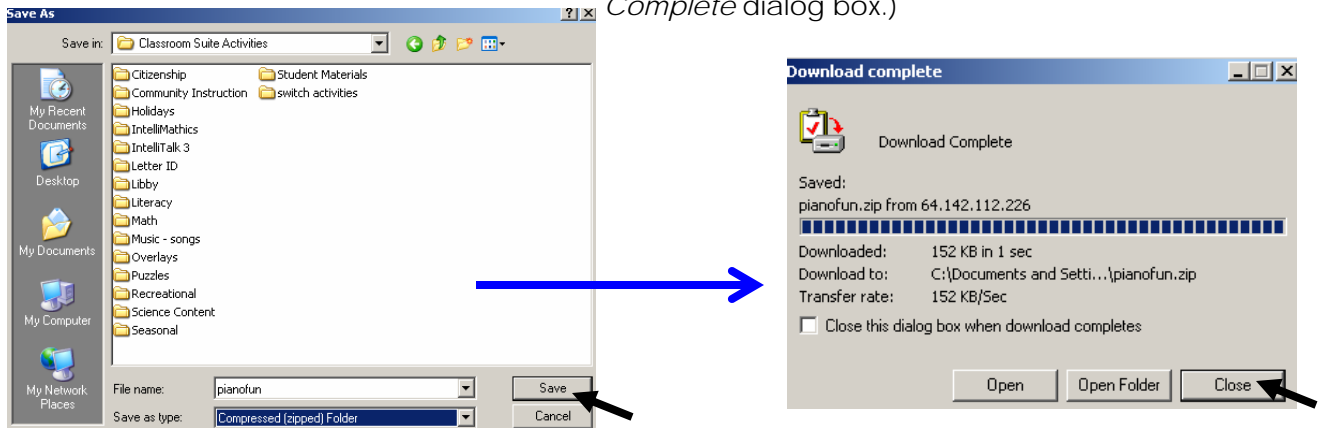 Complete dialog box.)
Save As
Save in:
Classroom Suite Activities
My Recent
Documents
Desktop
My Documents
My Computer
My Network
Places
Citizenship
Community Instruction
Holidays
IntelliMathics
IntelliTalk 3
Letter ID
Libby
Literacy
Math
Music - songs
Overlays
Puzzles
Recreational
Science Content
Seasonal
Student Materials
switch activities
File name:
pianofun
Save
Save as type:
Compressed (zipped) Folder
Cancel
Download complete
Download Complete
Saved:
pianofun.zip from 64.142.112.226
Downloaded: 152 KB in 1 sec
Download to: C:\Documents and Setti...\pianofun.zip
Transfer rate: 152 KB/Sec
Close this dialog box when download completes
Open
Open Folder
Close